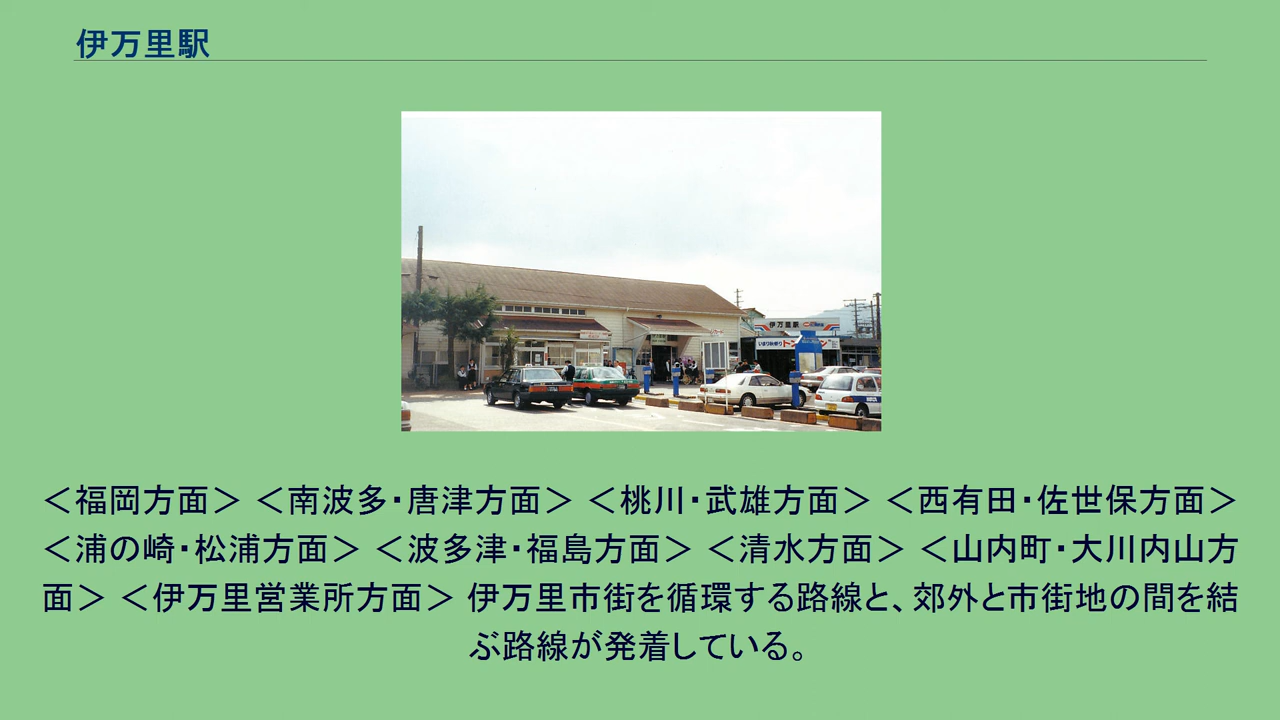 伊万里駅
伊万里駅
＜福岡方面＞ ＜南波多・唐津方面＞ ＜桃川・武雄方面＞ ＜西有田・佐世保方面＞
＜浦の崎・松浦方面＞ ＜波多津・福島方面＞ ＜清水方面＞ ＜山内町・大川内山方
面＞ ＜伊万里営業所方面＞ 伊万里市街を循環する路線と、郊外と市街地の間を結
ぶ路線が発着している。